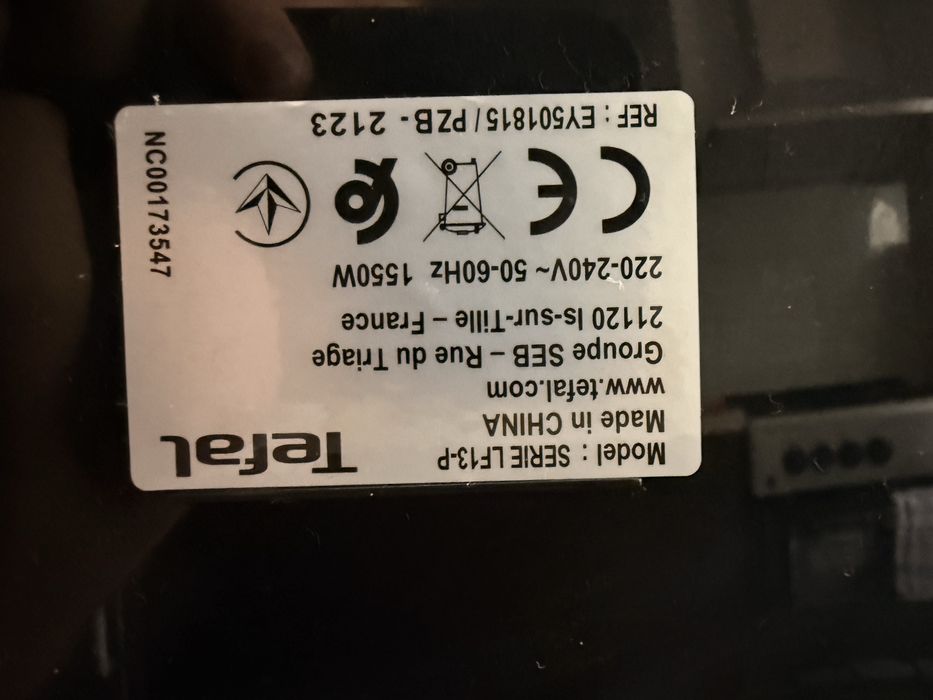 Model : SERIE LF13-P
Tefal
Made in CHINA
www.tefal.com
Groupe SEB – Rue du Triage
21120 Is-sur-Tille – France
220-240V~ 50-60Hz 1550W
CE
REF : EY501815 / PZB - 2123
NC00173547